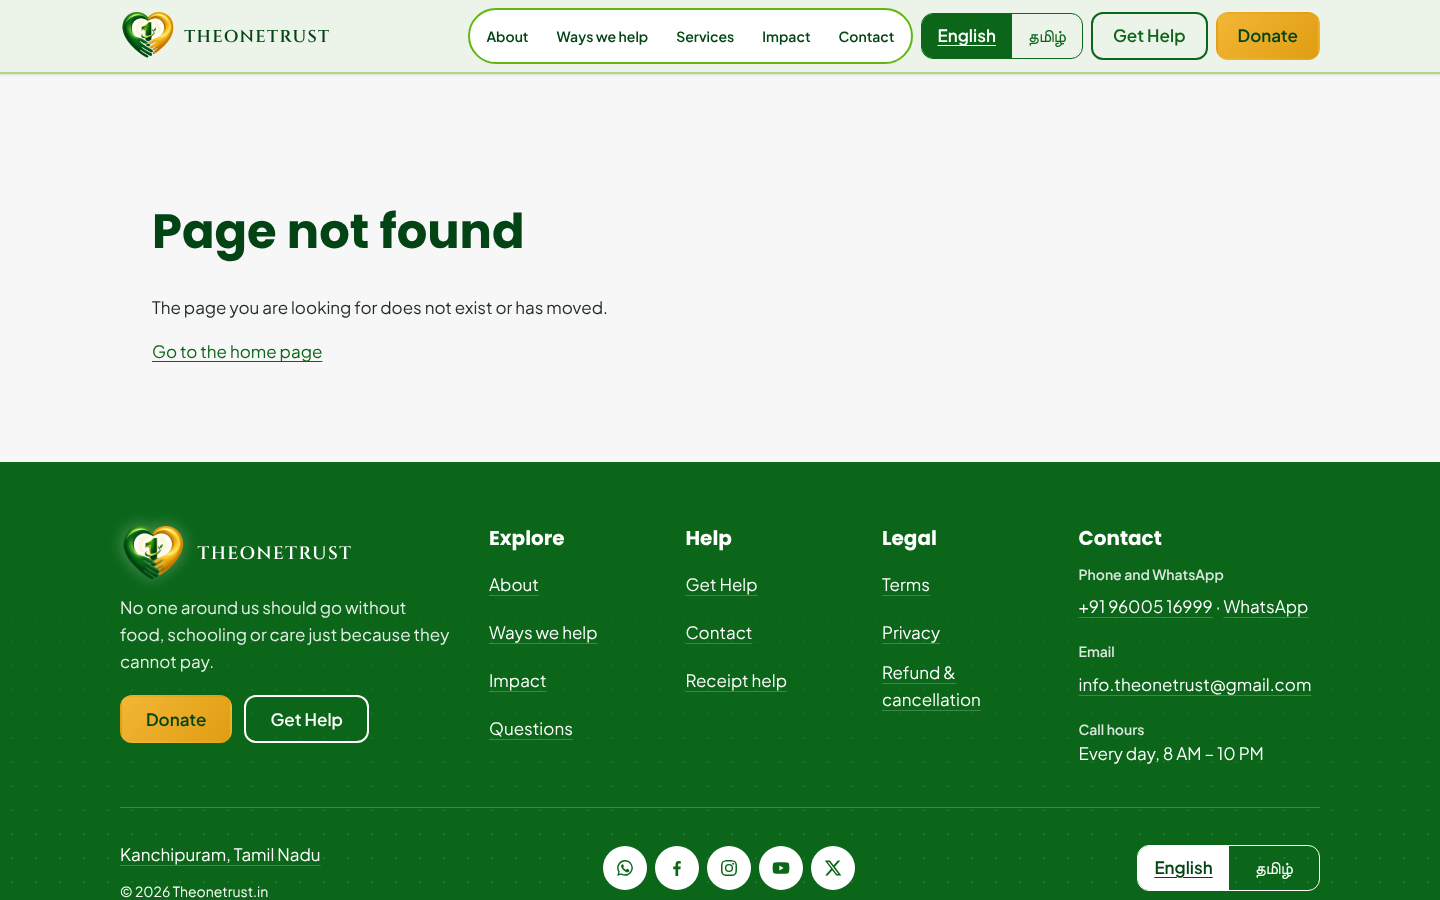 THEONETRUST
About Ways we help Services Impact Contact
English தமிழ் Get Help Donate
Page not found
The page you are looking for does not exist or has moved.
Go to the home page
THEONETRUST
No one around us should go without
food, schooling or care just because they
cannot pay.
Donate Get Help
Explore
About
Ways we help
Impact
Questions
Help
Get Help
Contact
Receipt help
Legal
Terms
Privacy
Refund &
cancellation
Contact
Phone and WhatsApp
+91 96005 16999 · WhatsApp
Email
info.theonetrust@gmail.com
Call hours
Every day, 8 AM – 10 PM
Kanchipuram, Tamil Nadu
© 2026 Theonetrust.in
English தமிழ்